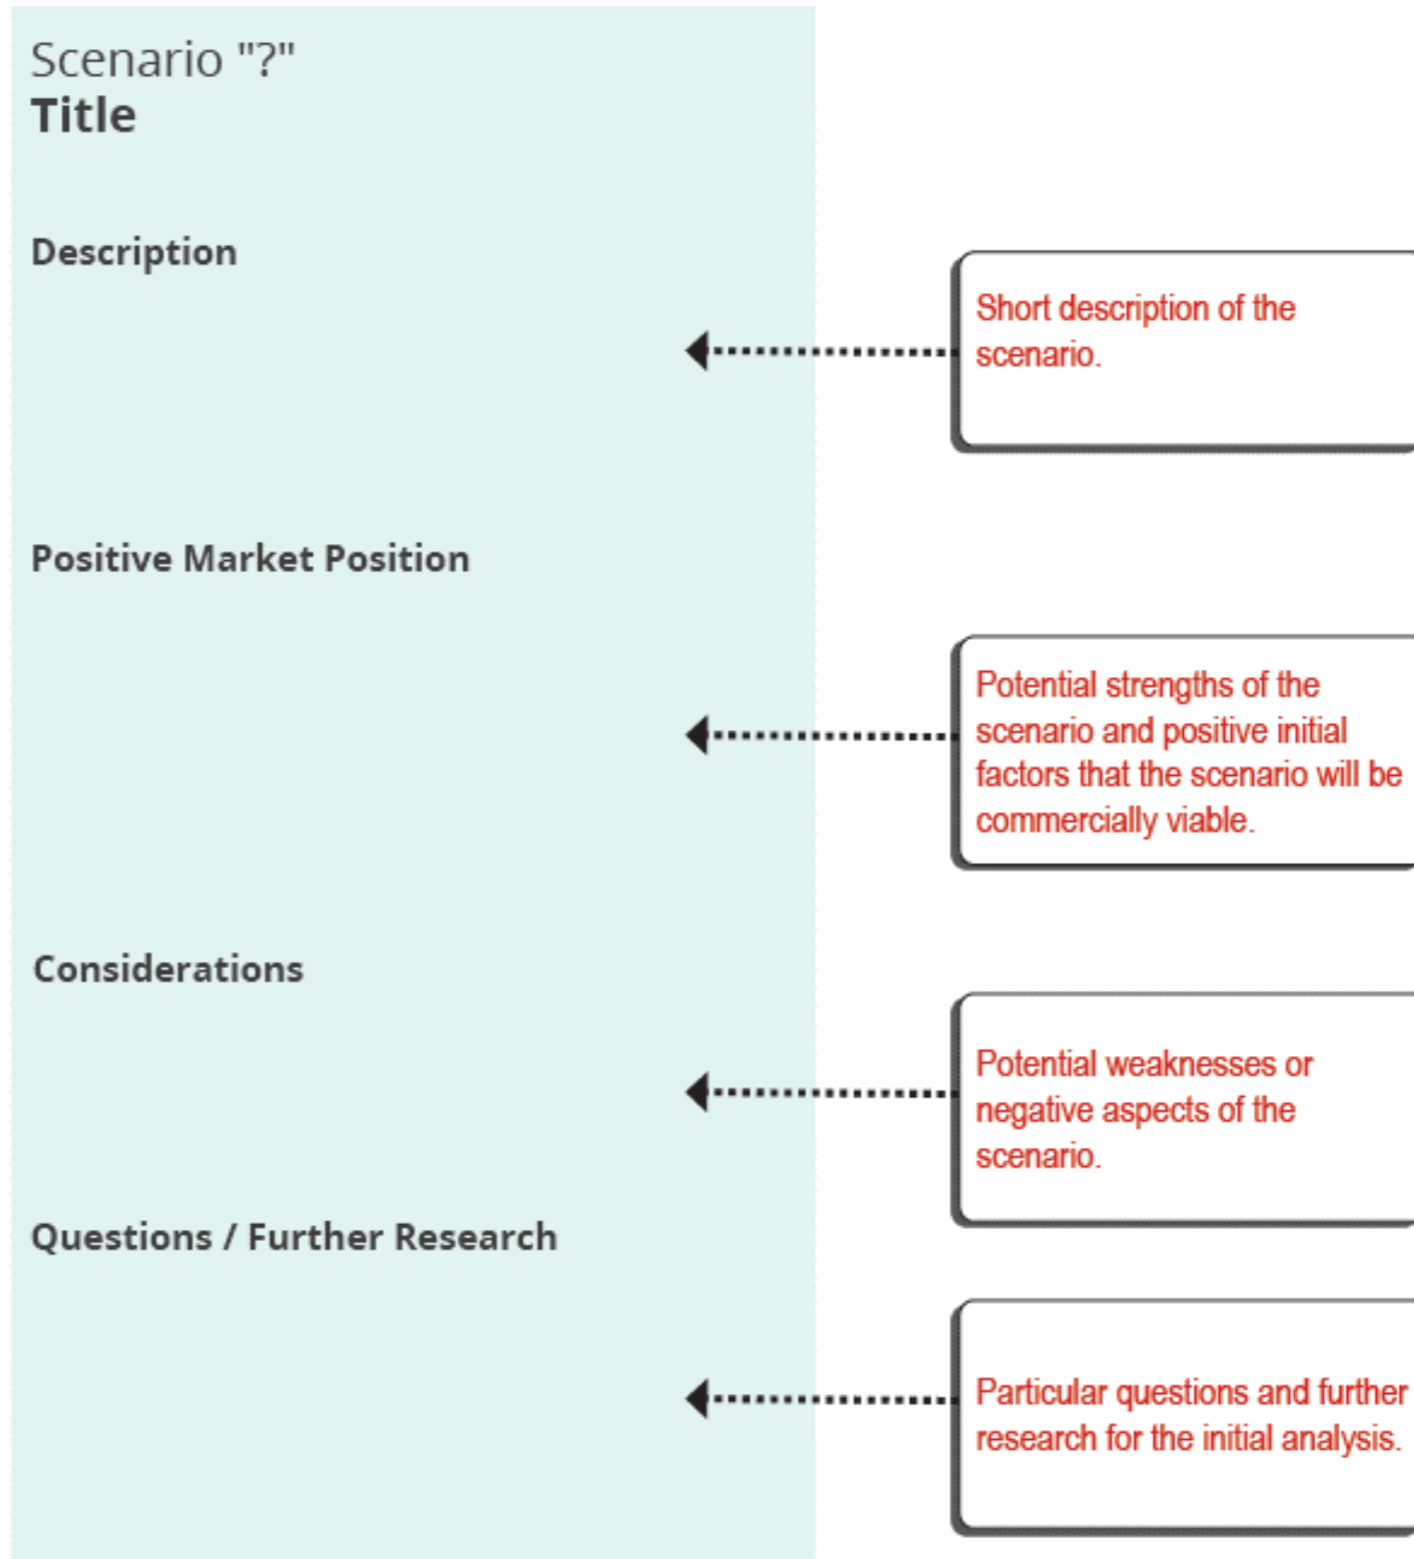 Scenario "?"
Title
Description
Short description of the
scenario.
Positive Market Position
Potential strengths of the
scenario and positive initial
factors that the scenario will be
commercially viable.
Considerations
Potential weaknesses or
negative aspects of the
scenario.
Questions / Further Research
Particular questions and further
research for the initial analysis.